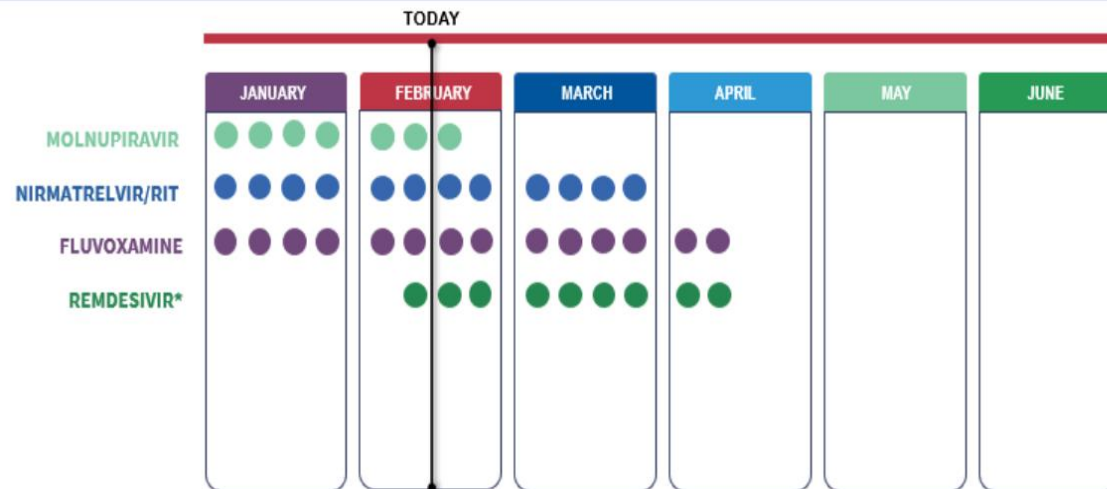 TODAY
JANUARY FEBRUARY MARCH APRIL MAY JUNE
MOLNUPIRAVIR
NIRMATRELVIR/RIT
FLUVOXAMINE
REMDESIVIR*